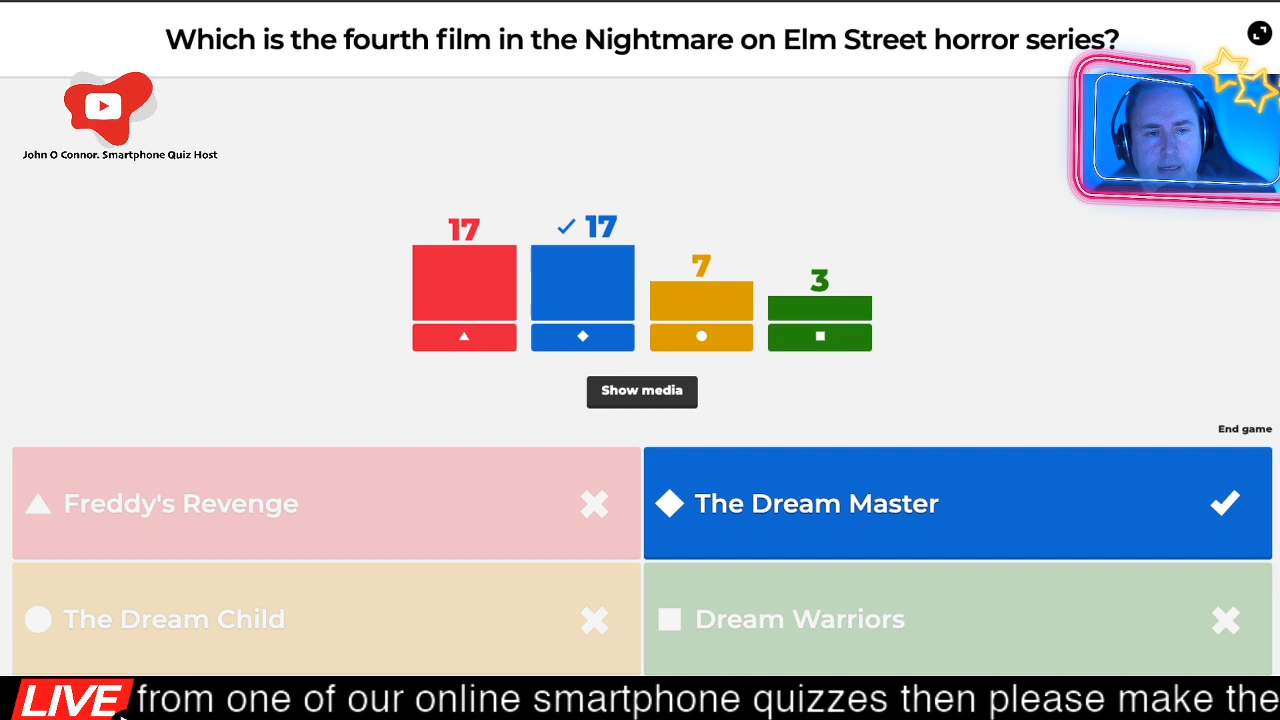 Which is the fourth film in the Nightmare on Elm Street horror series?
John O Connor. Smartphone Quiz Host
17
17
7
3
Show media
End game
Freddy's Revenge
The Dream Master
The Dream Child
Dream Warriors
LIVE from one of our online smartphone quizzes then please make the